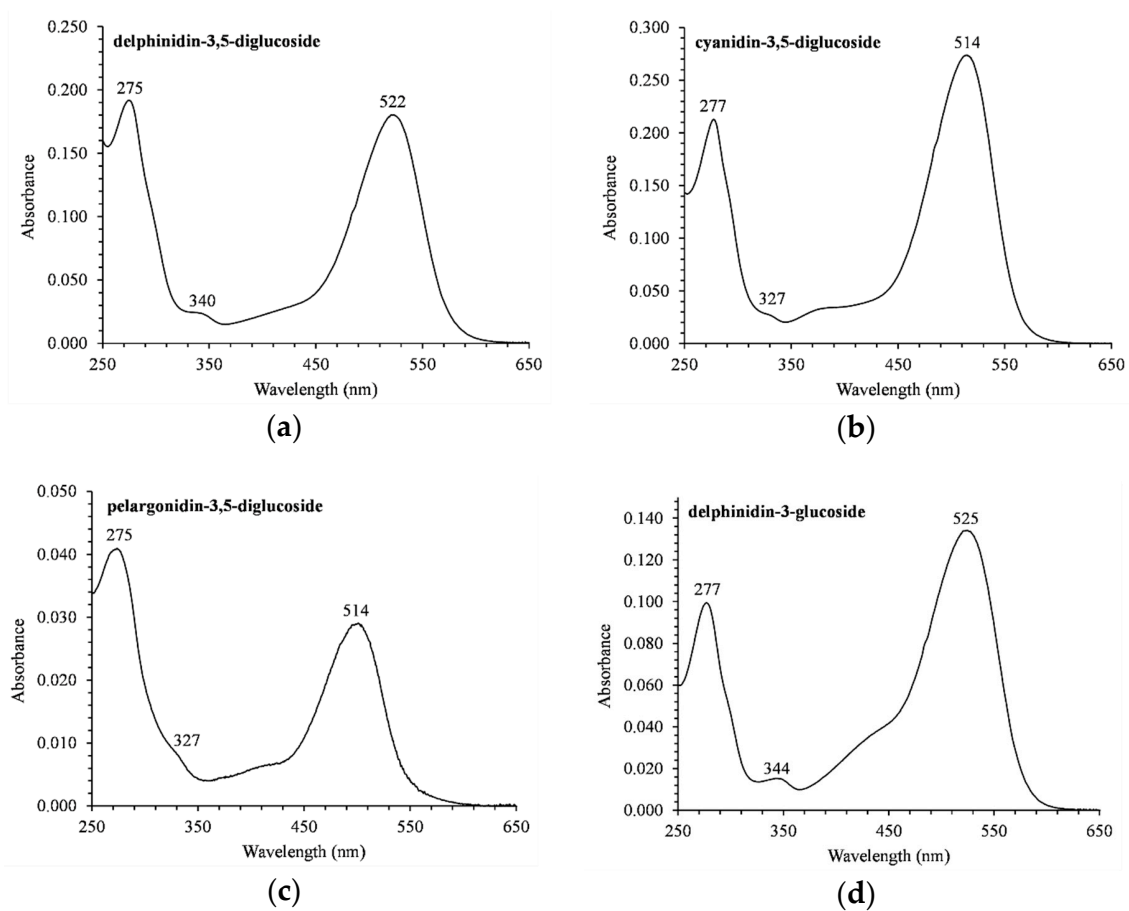 delphinidin-3,5-diglucoside
0.250
0.200
0.150
0.100
0.050
0.000
Absorbance
275
340
522
250 350 450 550 650
Wavelength (nm)
(a)
cyanidin-3,5-diglucoside
0.300
0.250
0.200
0.150
0.100
0.050
0.000
Absorbance
277
327
514
250 350 450 550 650
Wavelength (nm)
(b)
pelargonidin-3,5-diglucoside
0.050
0.040
0.030
0.020
0.010
0.000
Absorbance
275
327
514
250 350 450 550 650
Wavelength (nm)
(c)
delphinidin-3-glucoside
0.140
0.120
0.100
0.080
0.060
0.040
0.020
0.000
Absorbance
277
344
525
250 350 450 550 650
Wavelength (nm)
(d)